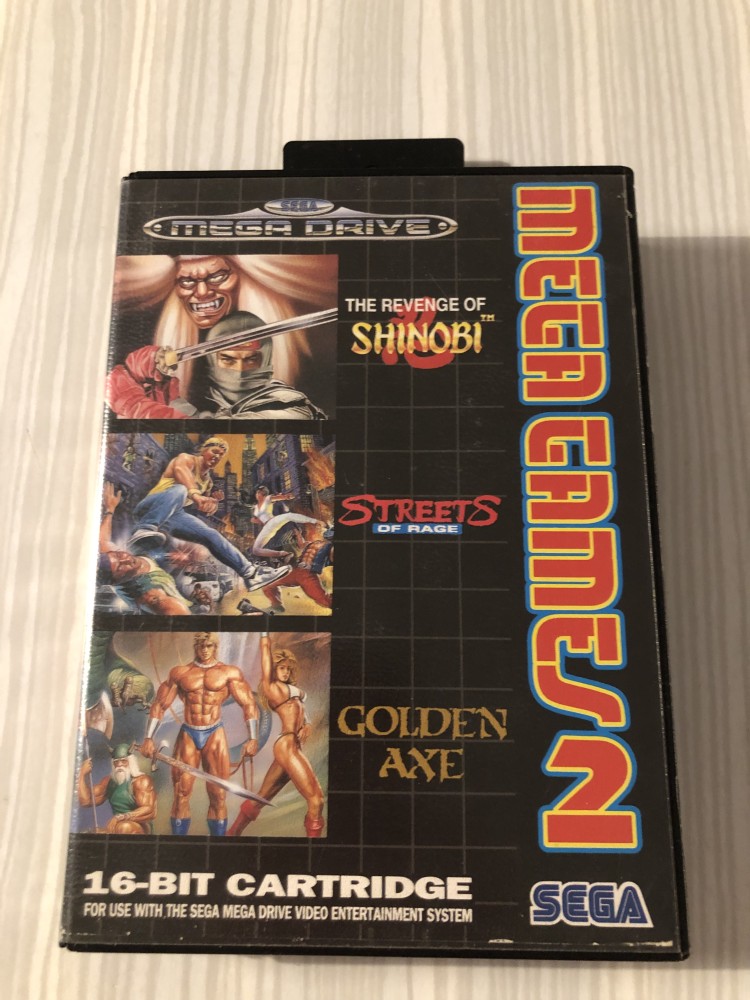 SEGA
MEGA DRIVE
MEGA GAMES 2
THE REVENGE OF
SHINOBI™
STREETS
OF RAGE
GOLDEN
AXE
16-BIT CARTRIDGE
FOR USE WITH THE SEGA MEGA DRIVE VIDEO ENTERTAINMENT SYSTEM
SEGA